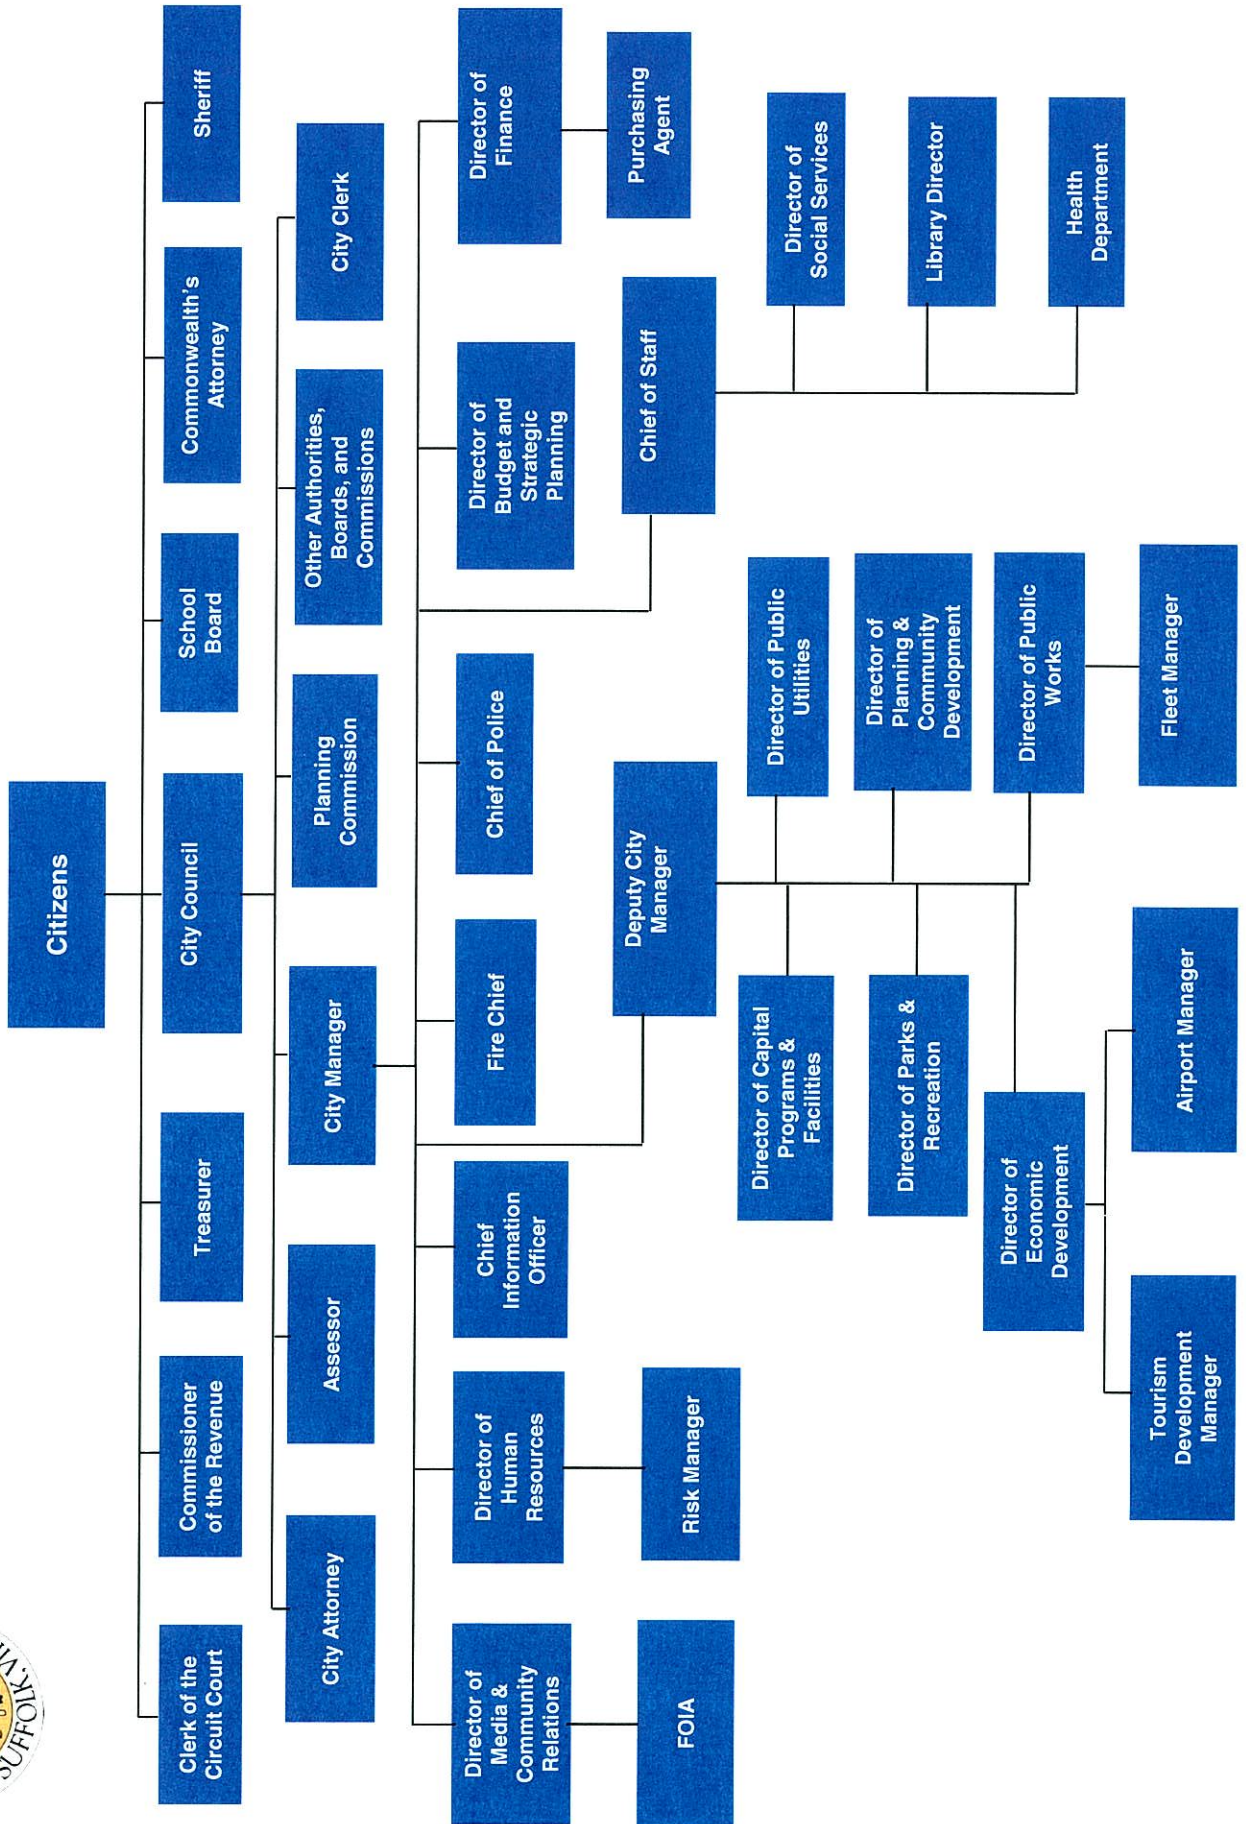 SUFFOLK, VI
Citizens
Clerk of the
Circuit Court
Commissioner
of the Revenue
Treasurer
City Council
School
Board
Commonwealth's
Attorney
Sheriff
City Attorney
Assessor
City Manager
Planning
Commission
Other Authorities,
Boards, and
Commissions
City Clerk
Director of
Media &
Community
Relations
Director of
Human
Resources
Chief
Information
Officer
Fire Chief
Chief of Police
Director of
Budget and
Strategic
Planning
Director of
Finance
FOIA
Risk Manager
Deputy City
Manager
Chief of Staff
Purchasing
Agent
Director of Capital
Programs &
Facilities
Director of Public
Utilities
Director of
Social Services
Director of Parks &
Recreation
Director of
Planning &
Community
Development
Library Director
Director of
Economic
Development
Director of Public
Works
Health
Department
Tourism
Development
Manager
Airport Manager
Fleet Manager